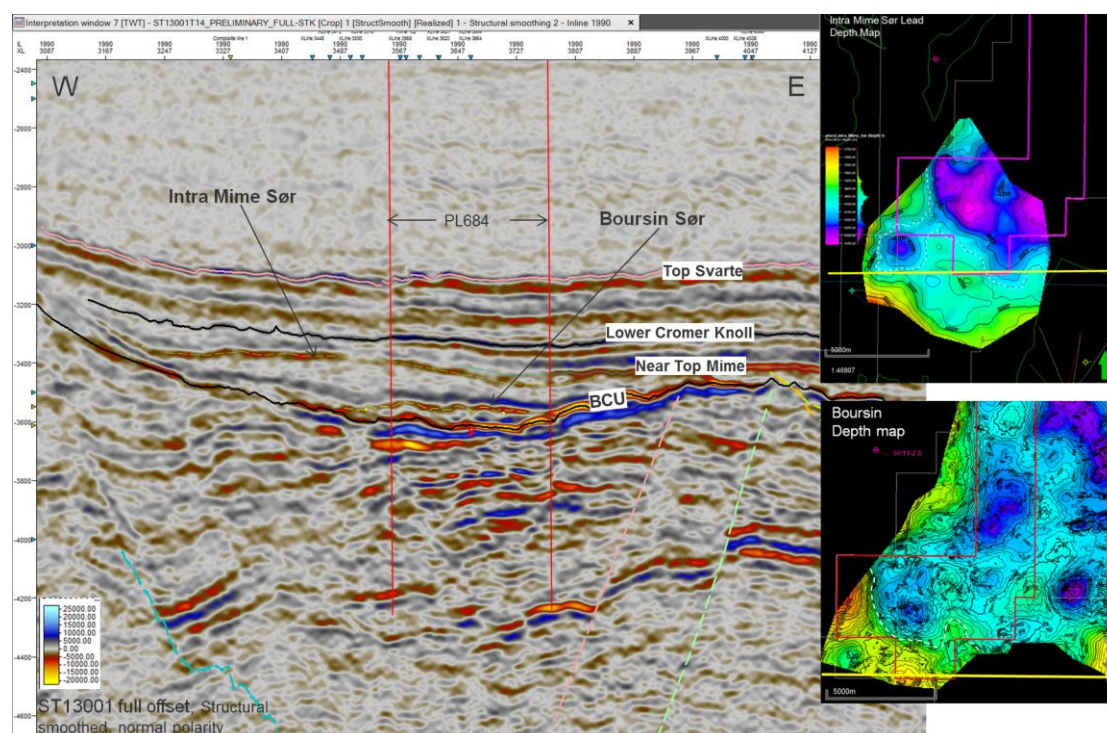 Interpretation window 7 [TWT] - ST13001T14_PRELIMINARY_FULL-STK [Crop] 1 [StructSmooth] [Realized] 1 - Structural smoothing 2 - Inline 1990
Composite line 1
XLine 3500
IL 1990 1990 1990 1990 1990 1990 1990 1990 1990 1990 1990 1990 1990 1990
XL 3087 3167 3247 3327 3407 3487 3567 3647 3727 3807 3887 3967 4047 4127
-2400
-2600
-2800
-3000
-3200
-3400
-3600
-3800
-4000
-4200
-4400
-4600
W
E
Intra Mime Sør
PL684
Boursin Sør
Top Svarte
Lower Cromer Knoll
Near Top Mime
BCU
25000.00
20000.00
15000.00
10000.00
5000.00
0.00
-5000.00
-10000.00
-15000.00
-20000.00
ST13001 full offset, Structural
smoothed, normal polarity
Intra Mime Sør Lead
Depth Map
5000m
1:46807
Boursin
Depth map
5000m